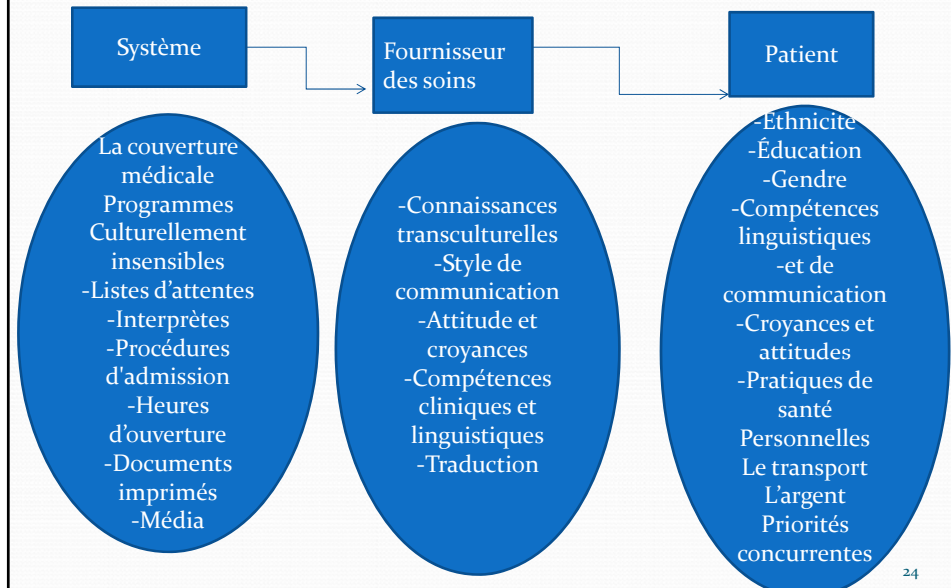 Système
Fournisseur
des soins
Patient
La couverture
médicale
Programmes
Culturellement
insensibles
-Listes d’attentes
-Interprètes
-Procédures
d'admission
-Heures
d’ouverture
-Documents
imprimés
-Média
-Connaissances
transculturelles
-Style de
communication
-Attitude et
croyances
-Compétences
cliniques et
linguistiques
-Traduction
-Ethnicité
-Éducation
-Gendre
-Compétences
linguistiques
-et de
communication
-Croyances et
attitudes
-Pratiques de
santé
Personnelles
Le transport
L’argent
Priorités
concurrentes
24